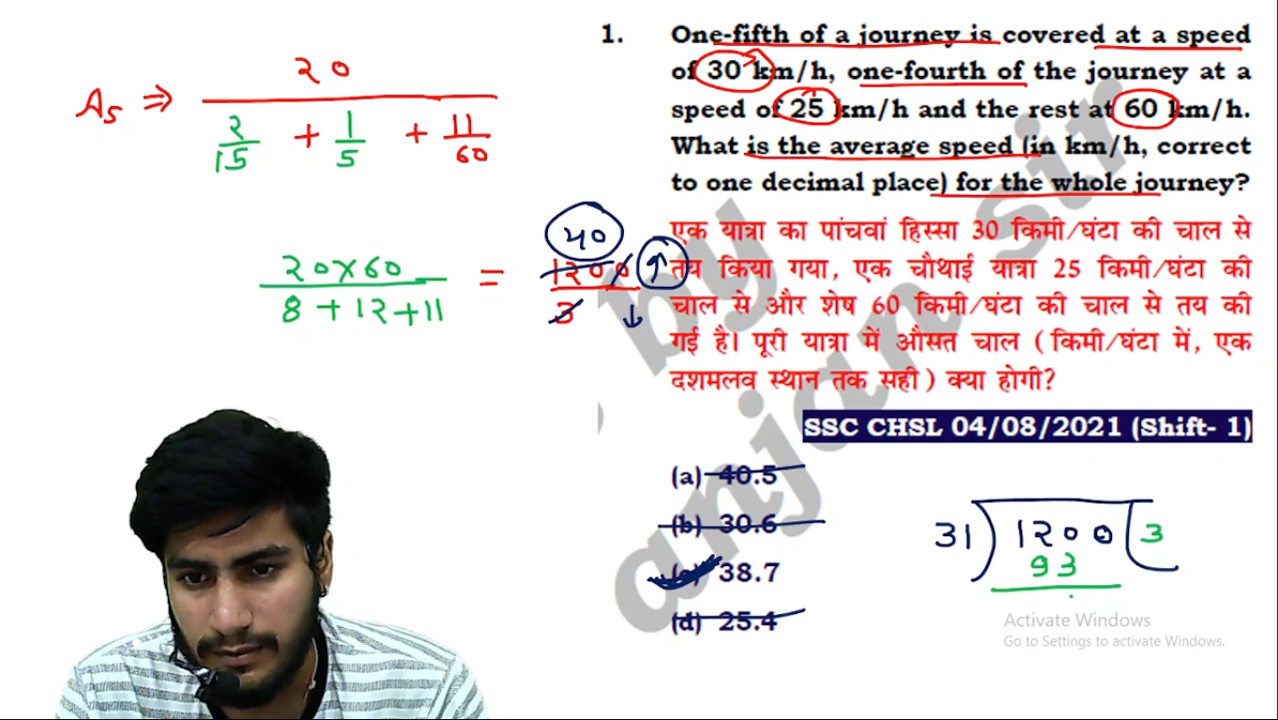 1. One-fifth of a journey is covered at a speed
of 30 km/h, one-fourth of the journey at a
speed of 25 km/h and the rest at 60 km/h.
What is the average speed (in km/h, correct
to one decimal place) for the whole journey?
एक यात्रा का पांचवां हिस्सा 30 किमी/घंटा की चाल से
तय किया गया, एक चौथाई यात्रा 25 किमी/घंटा की
चाल से और शेष 60 किमी/घंटा की चाल से तय की
गई है। पूरी यात्रा में औसत चाल (किमी/घंटा में, एक
दशमलव स्थान तक सही) क्या होगी?
SSC CHSL 04/08/2021 (Shift- 1)
(a) 40.5
(b) 30.6
(c) 38.7
(d) 25.4
AS ⇒ 20
2/15 + 1/5 + 11/60
20×60
8 + 12 + 11
=
40
1200
3
31) 1200 (3
93
by
anjan sir
Activate Windows
Go to Settings to activate Windows.